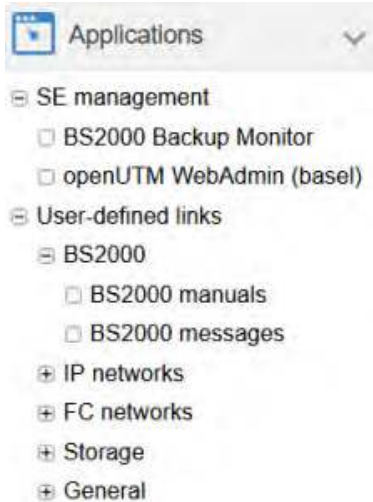 Applications
SE management
BS2000 Backup Monitor
openUTM WebAdmin (basel)
User-defined links
BS2000
BS2000 manuals
BS2000 messages
IP networks
FC networks
Storage
General